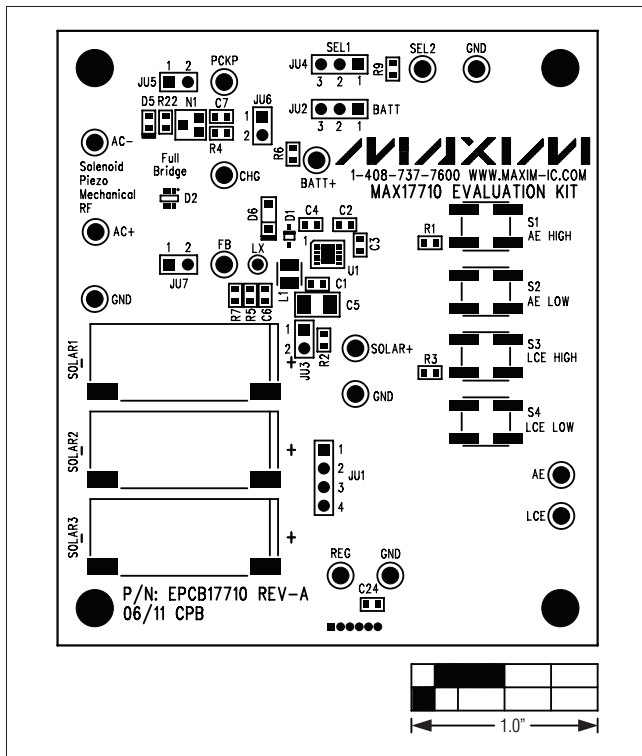 SEL1
JU4
3 2 1
R9
SEL2
GND
1 2
JU5
PCKP
JU2
BATT
3 2 1
D5
R22
N1
C7
R4
JU6
1
2
AC-
Solenoid
Piezo
Mechanical
RF
Full
Bridge
D2
CHG
R6
BATT+
MAXIM
1-408-737-7600 WWW.MAXIM-IC.COM
MAX17710 EVALUATION KIT
AC+
D6
D1
C4
C2
C3
1
U1
R1
S1
AE HIGH
1 2
JU7
FB
LX
L1
C1
C5
S2
AE LOW
GND
R7
R5
C6
1
2
JU3
R2
SOLAR+
S3
LCE HIGH
R3
GND
SOLAR1
- +
S4
LCE LOW
SOLAR2
- +
1
2
3
4
JU1
AE
LCE
SOLAR3
- +
REG
GND
C24
P/N: EPCB17710 REV-A
06/11 CPB
1.0"